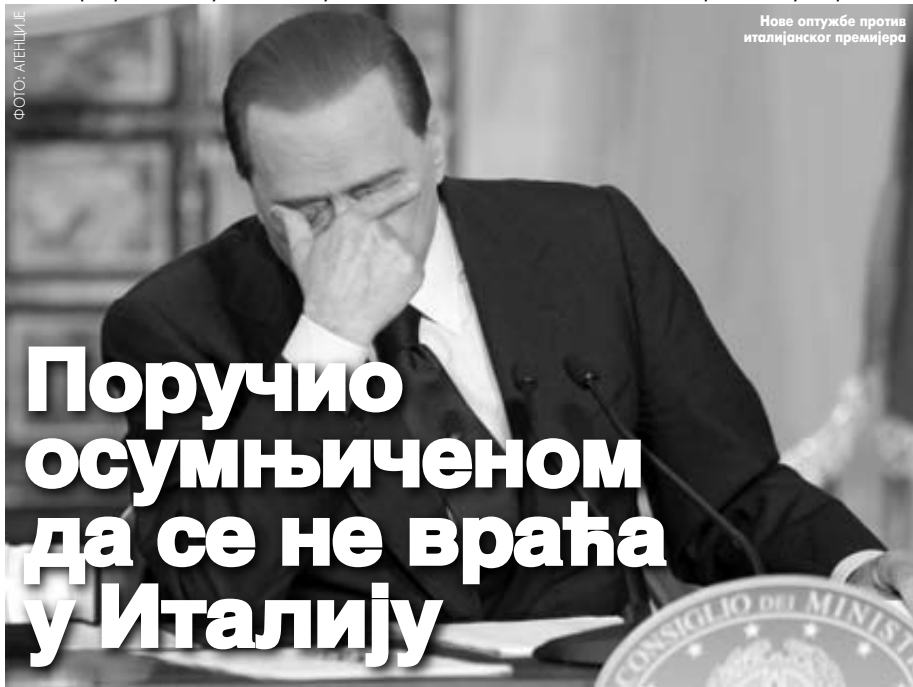 Нове оптужбе против
италијанског премијера
ФОТО: АГЕНЦИЈЕ
Поручио
осумњиченом
да се не враћа
у Италију
CONSIGLIO DEI MINIST